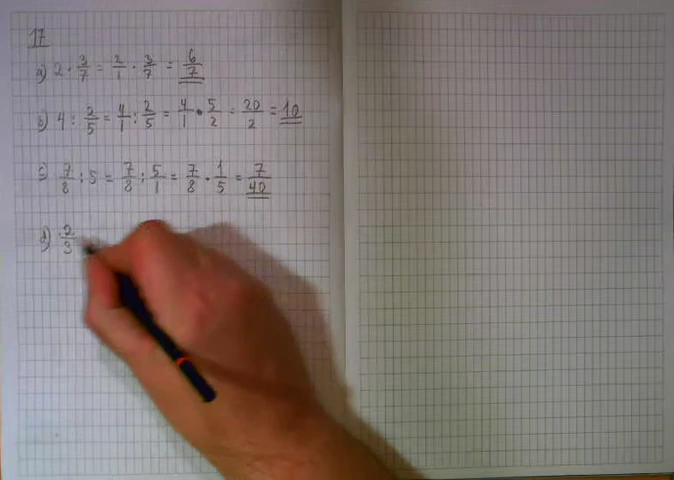 17
a) 2 · 3/7 = 2/1 · 3/7 = 6/7
b) 4 : 2/5 = 4/1 : 2/5 = 4/1 · 5/2 = 20/2 = 10
c) 7/8 : 5 = 7/8 : 5/1 = 7/8 · 1/5 = 7/40
d) 2/3